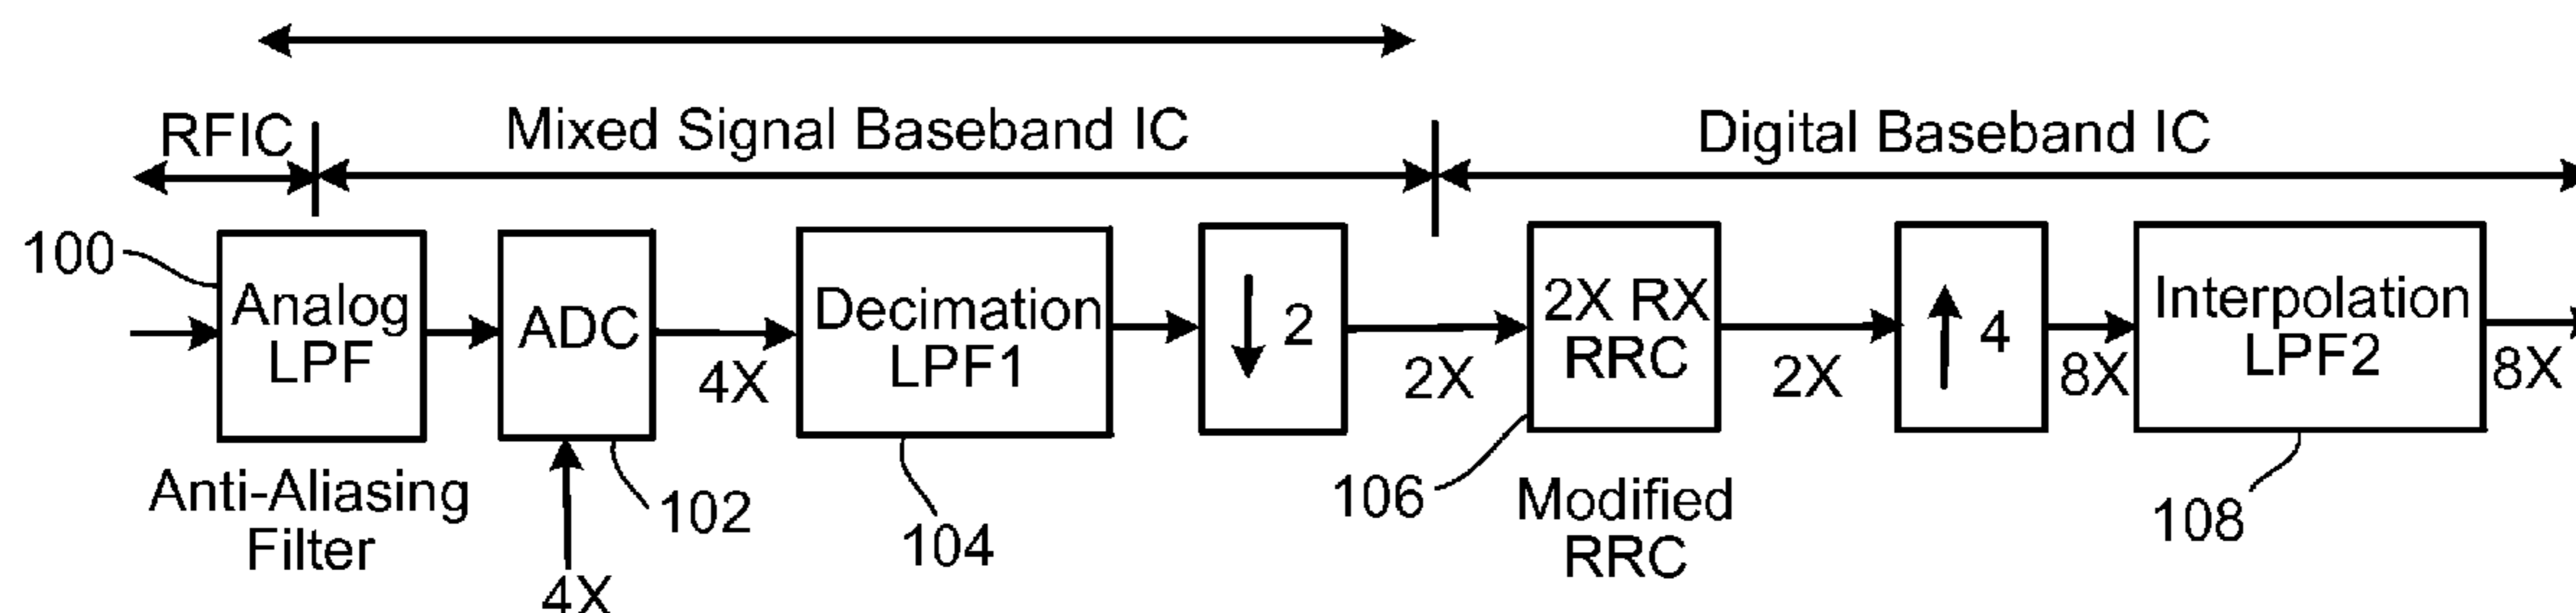 RFIC
Mixed Signal Baseband IC
Digital Baseband IC
100
Analog
LPF
ADC
4X
Decimation
LPF1
↓ 2
2X
2X RX
RRC
2X
↑ 4
8X
Interpolation
LPF2
8X
Anti-Aliasing
Filter
4X
102
104
106
Modified
RRC
108